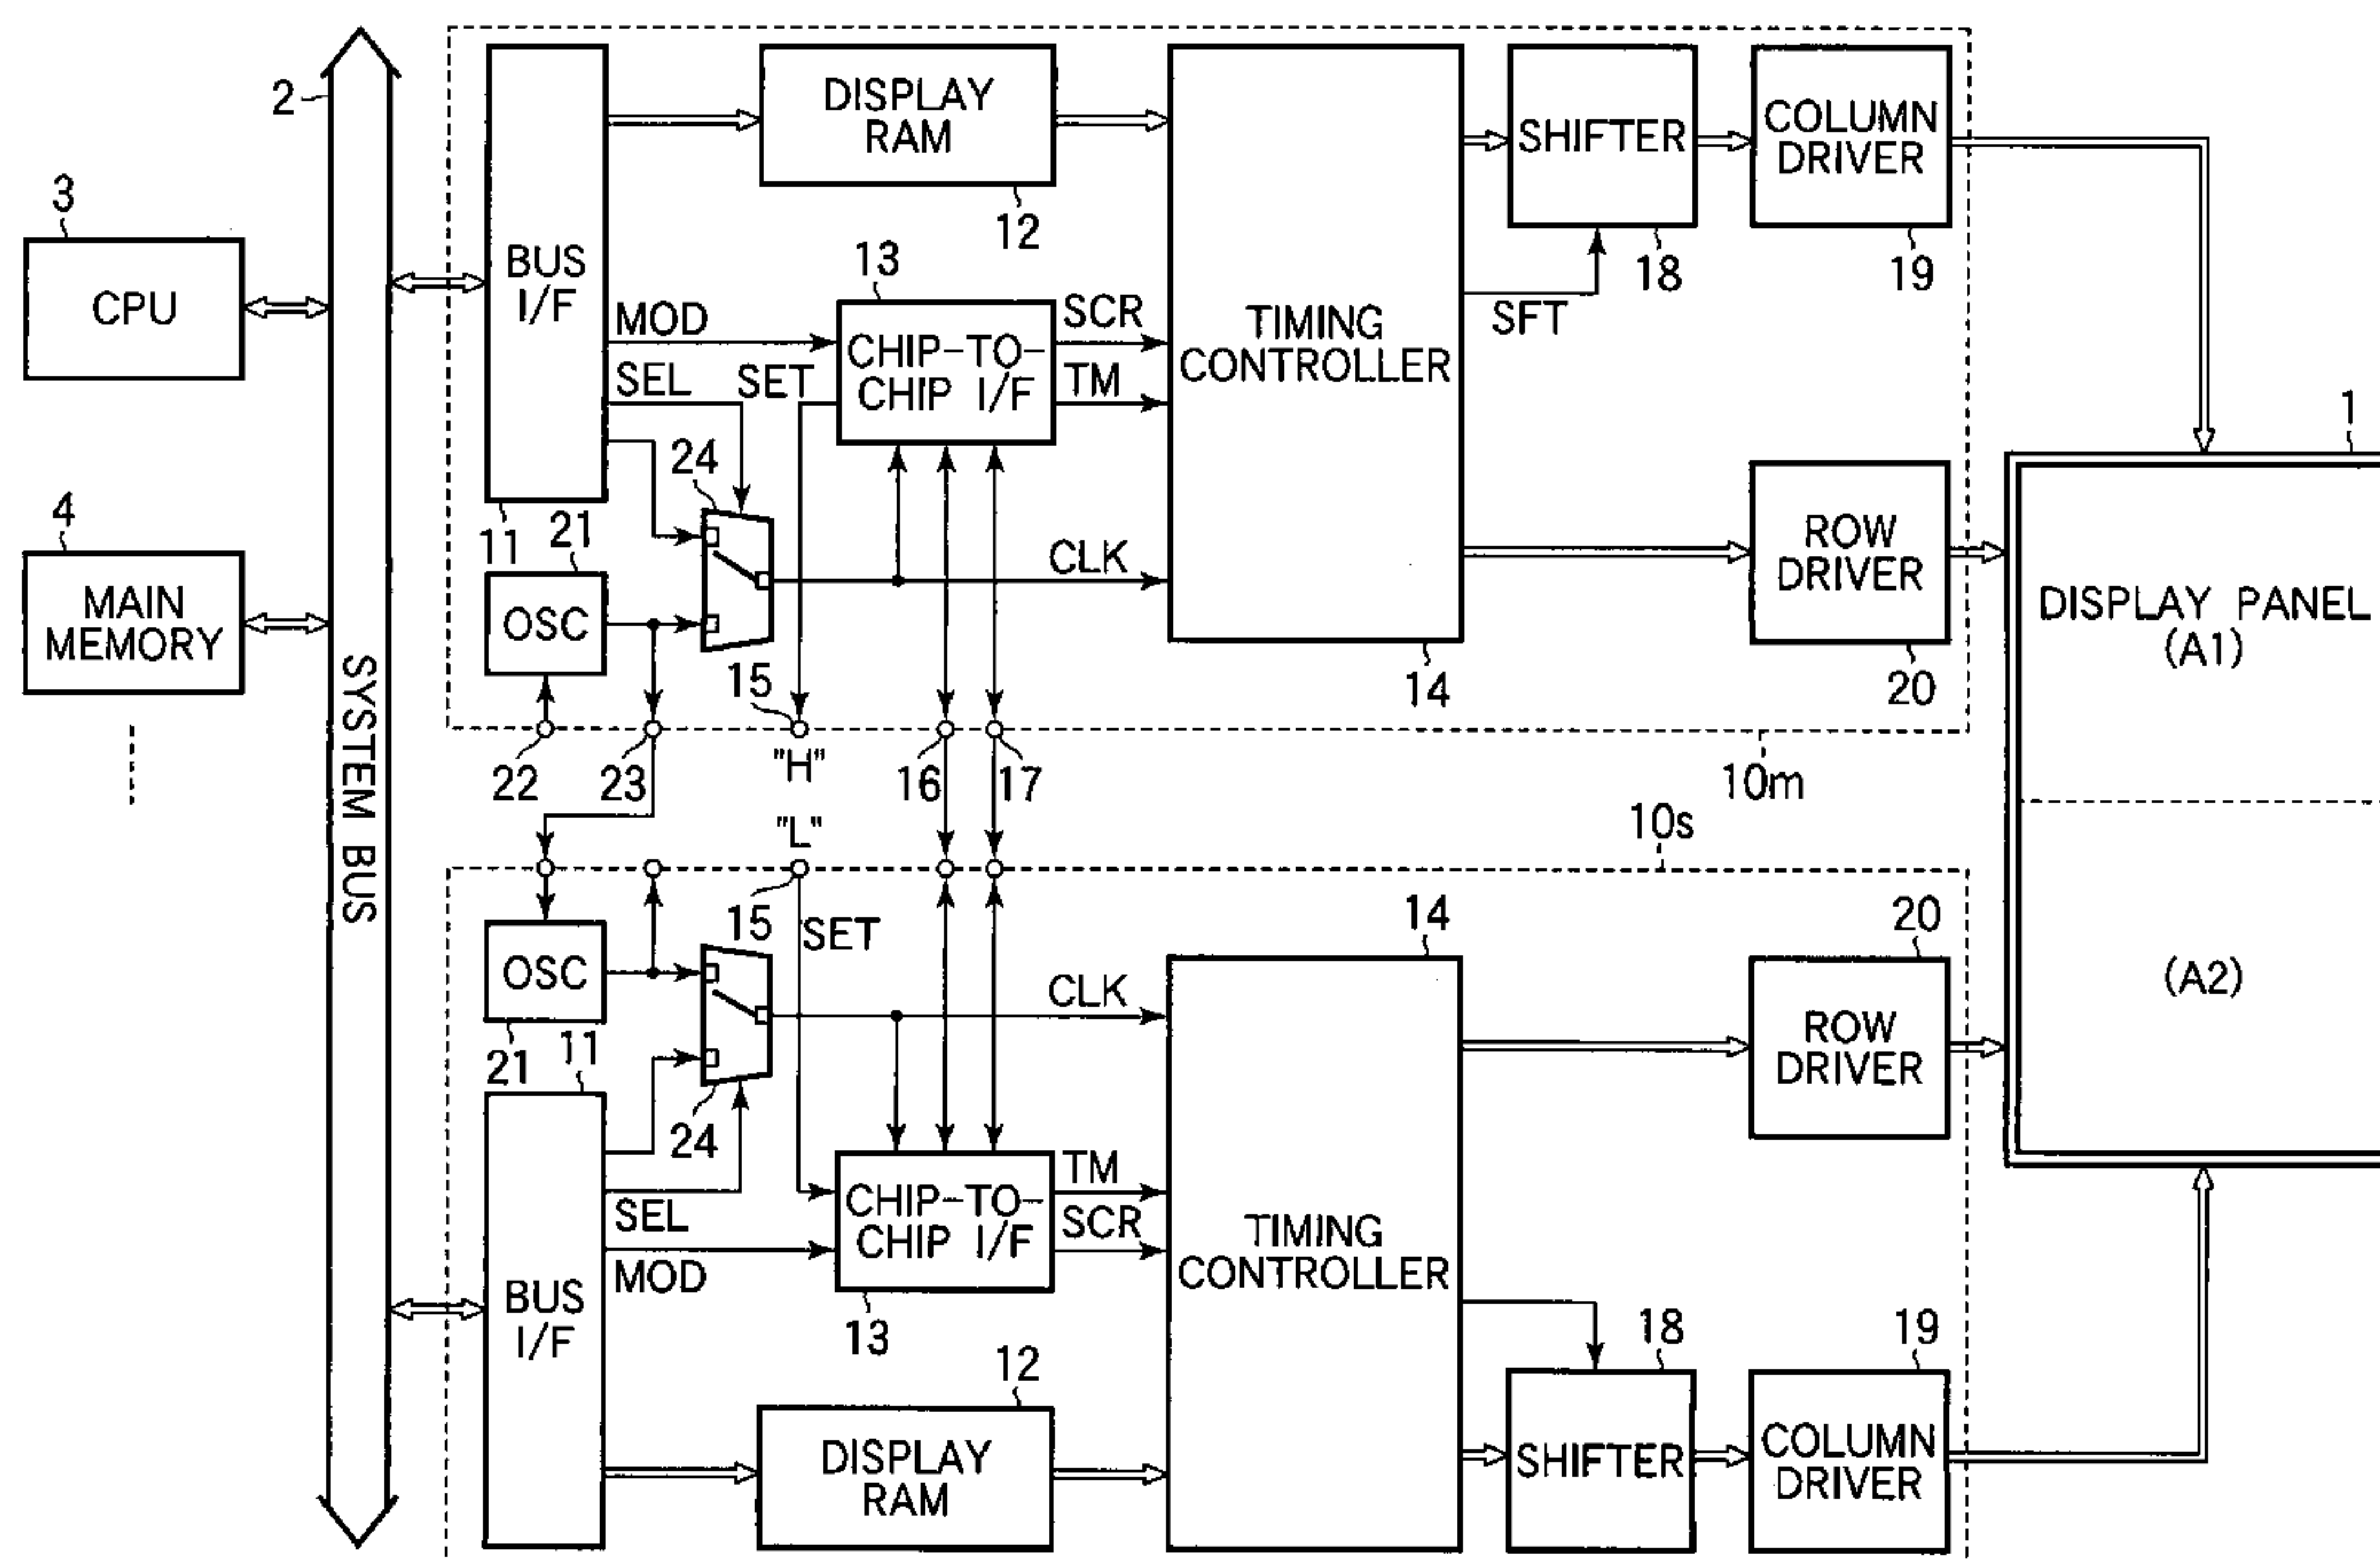 2
3
CPU
4
MAIN
MEMORY
SYSTEM BUS
BUS
I/F
11
DISPLAY
RAM
12
MOD
SEL
SET
13
CHIP-TO-
CHIP I/F
SCR
TM
TIMING
CONTROLLER
14
SFT
SHIFTER
18
COLUMN
DRIVER
19
24
21
OSC
CLK
ROW
DRIVER
20
1
DISPLAY PANEL
(A1)
(A2)
15
22
23
"H"
16
17
10m
"L"
10s
OSC
21
11
15
SET
24
CLK
14
ROW
DRIVER
20
BUS
I/F
SEL
MOD
CHIP-TO-
CHIP I/F
13
TM
SCR
TIMING
CONTROLLER
DISPLAY
RAM
12
SHIFTER
18
COLUMN
DRIVER
19